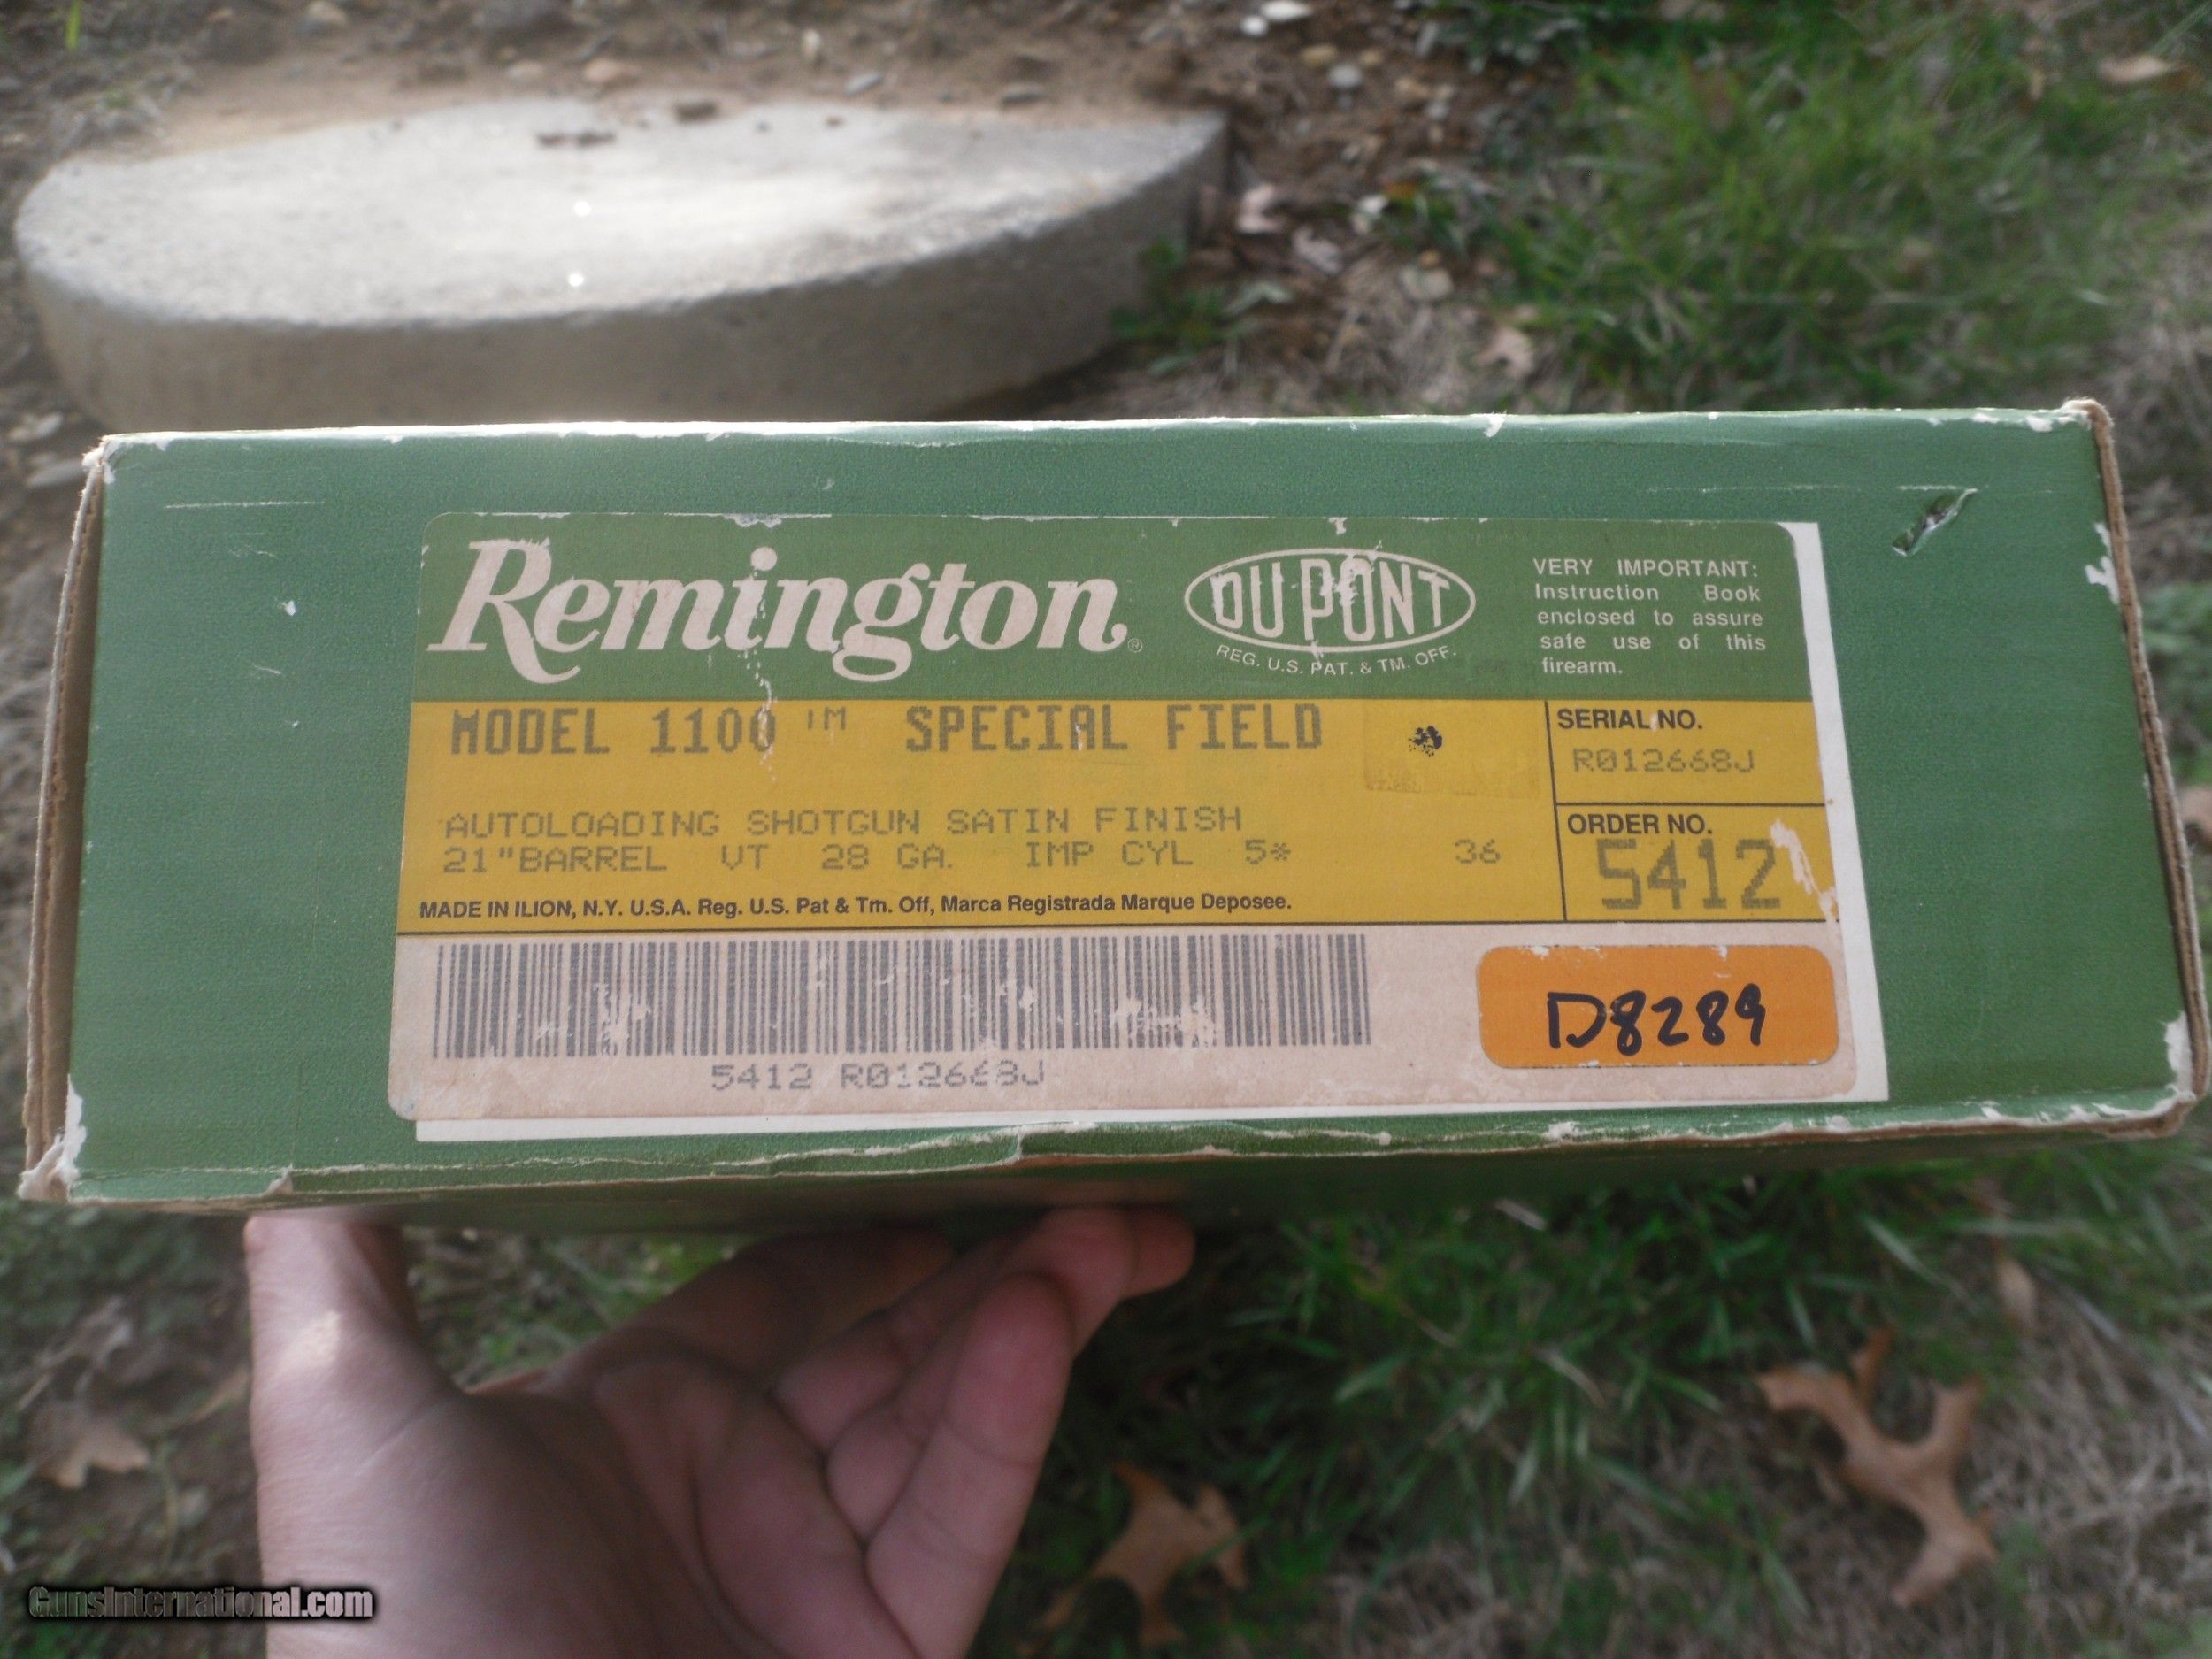 Remington®
DU PONT
REG. U.S. PAT. & TM. OFF.
VERY IMPORTANT:
Instruction Book
enclosed to assure
safe use of this
firearm.
MODEL 1100 TM SPECIAL FIELD
SERIAL NO.
R012668J
AUTOLOADING SHOTGUN SATIN FINISH
21"BARREL VT 28 GA. IMP CYL 5* 36
ORDER NO.
5412
MADE IN ILION, N.Y. U.S.A. Reg. U.S. Pat & Tm. Off, Marca Registrada Marque Deposee.
D8289
5412 R012668J
GunsInternational.com